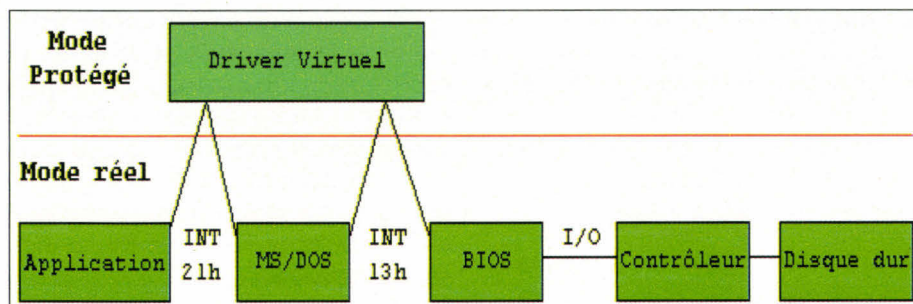 Mode
Protégé
Driver Virtuel
Mode réel
Application
INT
21h
MS/DOS
INT
13h
BIOS
I/O
Contrôleur
Disque dur